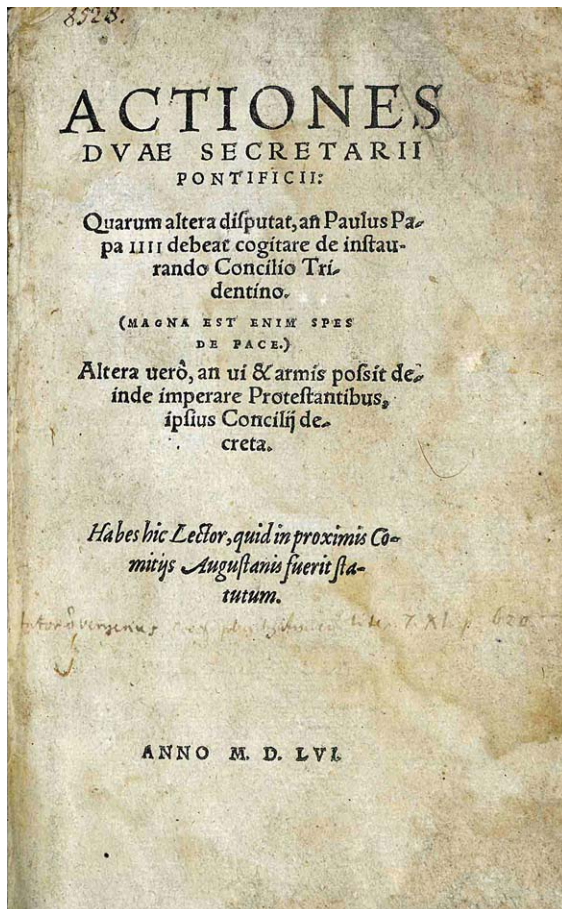 8528.
ACTIONES
DVAE SECRETARII
PONTIFICII:
Quarum altera diſputat, an Paulus Pa-
pa IIII debeat cogitare de inſtau-
rando Concilio Tri-
dentino.
(MAGNA EST ENIM SPES
DE PACE.)
Altera uerò, an ui & armis poſsit de-
inde imperare Proteſtantibus,
ipſius Concilij de-
creta.
Habes hic Lector, quid in proximis Co-
mitijs Auguſtanis fuerit ſta-
tutum.
vergerius
ANNO M. D. LVI.